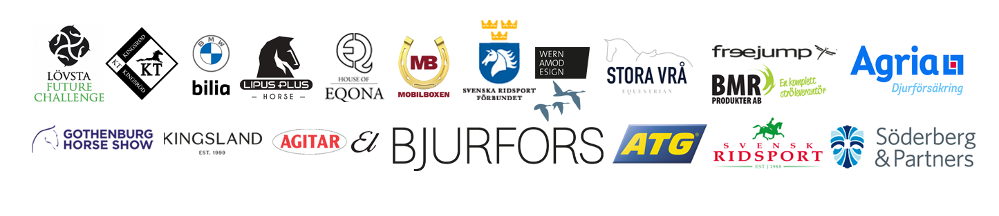 LÖVSTA
FUTURE
CHALLENGE
KINGSRØD
KT
KT
KINGSRÖD
BMW
bilia
LIPUS PLUS
HORSE
EQ
HOUSE OF
EQONA
MB
MOBILBOXEN
SVENSKA RIDSPORT
FÖRBUNDET
WERN
AMOD
ESIGN
STORA VRÅ
EQUESTRIAN
freejump
BMR
PRODUKTER AB
En komplett
ströleverantör
Agria
Djurförsäkring
GOTHENBURG
HORSE SHOW
KINGSLAND
EST. 1999
AGITAR
El
BJURFORS
ATG
SVENSK
RIDSPORT
EST | 1988
Söderberg
& Partners